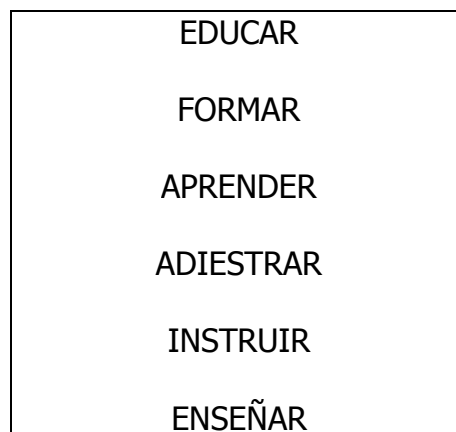 EDUCAR
FORMAR
APRENDER
ADIESTRAR
INSTRUIR
ENSEÑAR